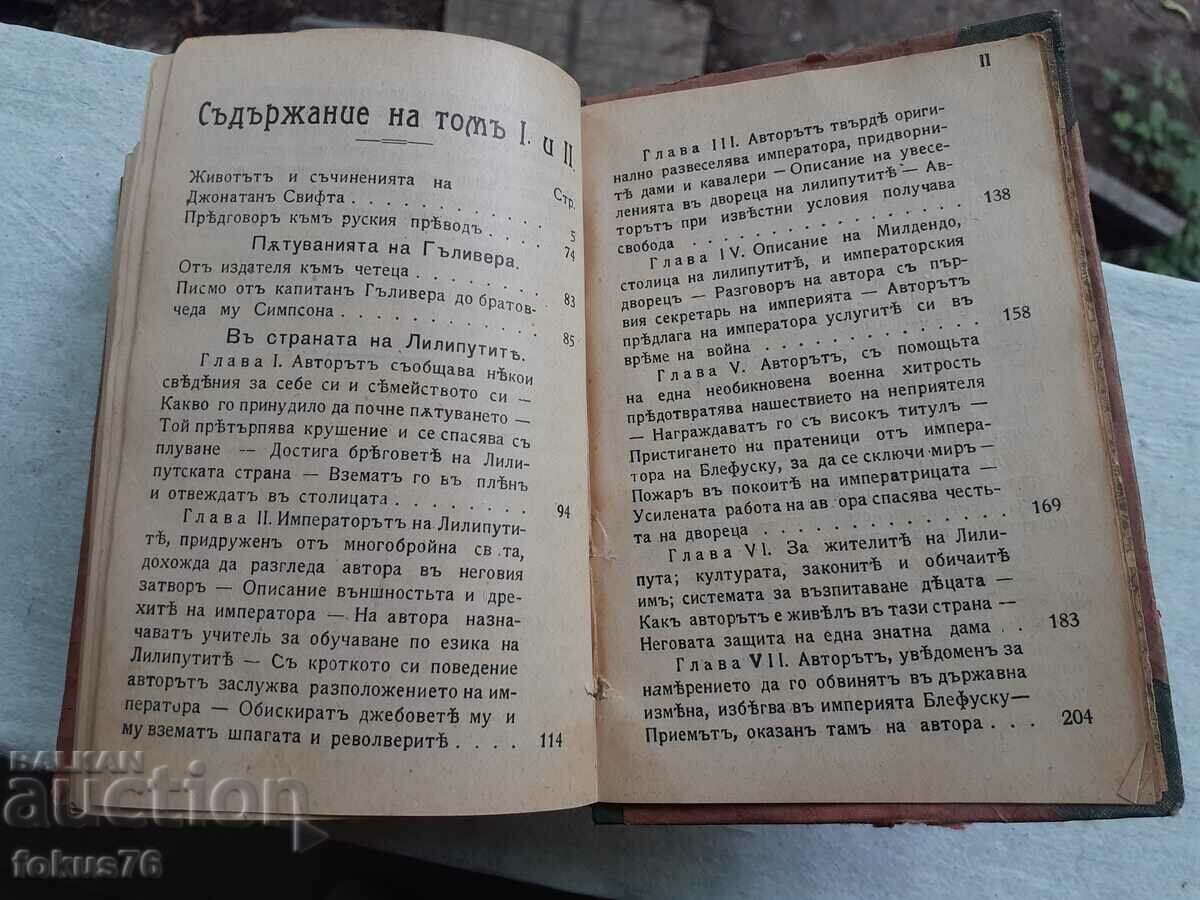 Съдържание на томъ I. и II.
Животътъ и съчиненията на Стр.
Джонатанъ Свифта . . . . . . . . . . . 5
Прѣдговоръ къмъ руския прѣводъ . . . . 74
Пѫтуванията на Гъливера.
Отъ издателя къмъ четеца . . . . . . . 83
Писмо отъ капитанъ Гъливера до братов-
чеда му Симпсона . . . . . . . . . . . 85
Въ страната на Лилипутитѣ.
Глава I. Авторътъ съобщава нѣкои
свѣдѣния за себе си и сѣмейството си —
Какво го принудило да почне пѫтуването —
Той прѣтърпява крушение и се спасява съ
плуване — Достига брѣговетѣ на Лили-
путската страна — Взематъ го въ плѣнъ
и отвеждатъ въ столицата . . . . . . . . 94
Глава II. Императорътъ на Лилипути-
тѣ, придруженъ отъ многобройна св та,
дохожда да разгледа автора въ неговия
затворъ — Описание външностьта и дре-
хитѣ на императора — На автора назна-
чаватъ учитель за обучаване по езика на
Лилипутитѣ — Съ кроткото си поведение
авторътъ заслужва разположението на им-
ператора — Обискиратъ джебоветѣ му и
му взематъ шпагата и револверитѣ . . . . 114
II
Глава III. Авторътъ твърдѣ ориги-
нално развеселява императора, придворни-
тѣ дами и кавалери — Описание на увесе-
ленията въ двореца на лилипутитѣ — Ав-
торътъ при извѣстни условия получава
свобода . . . . . . . . . . . . . 138
Глава IV. Описание на Милдендо,
столица на лилипутитѣ, и императорския
дворецъ — Разговоръ на автора съ пър-
вия секретарь на империята — Авторътъ
прѣдлага на императора услугитѣ си въ
врѣме на война . . . . . . . . . . 158
Глава V. Авторътъ, съ помощьта
на една необикновена военна хитрость
прѣдотвратява нашествието на неприятеля
— Награждаватъ го съ високъ титулъ —
Пристигането на пратеници отъ импера-
тора на Блефуску, за да се сключи миръ —
Пожаръ въ покоитѣ на императрицата —
Усилената работа на ав ора спасява честь-
та на двореца . . . . . . . . . . . 169
Глава VI. За жителитѣ на Лили-
пута; културата, законитѣ и обичаитѣ
имъ; системата за възпитаване дѣцата —
Какъ авторътъ е живѣлъ въ тази страна —
Неговата защита на една знатна дама . . 183
Глава VII. Авторътъ, уведоменъ за
намѣрението да го обвинятъ въ държавна
измѣна, избѣгва въ империята Блефуску—
Приемътъ, оказанъ тамъ на автора . . . 204
БАЛКАН
auction
fokus76